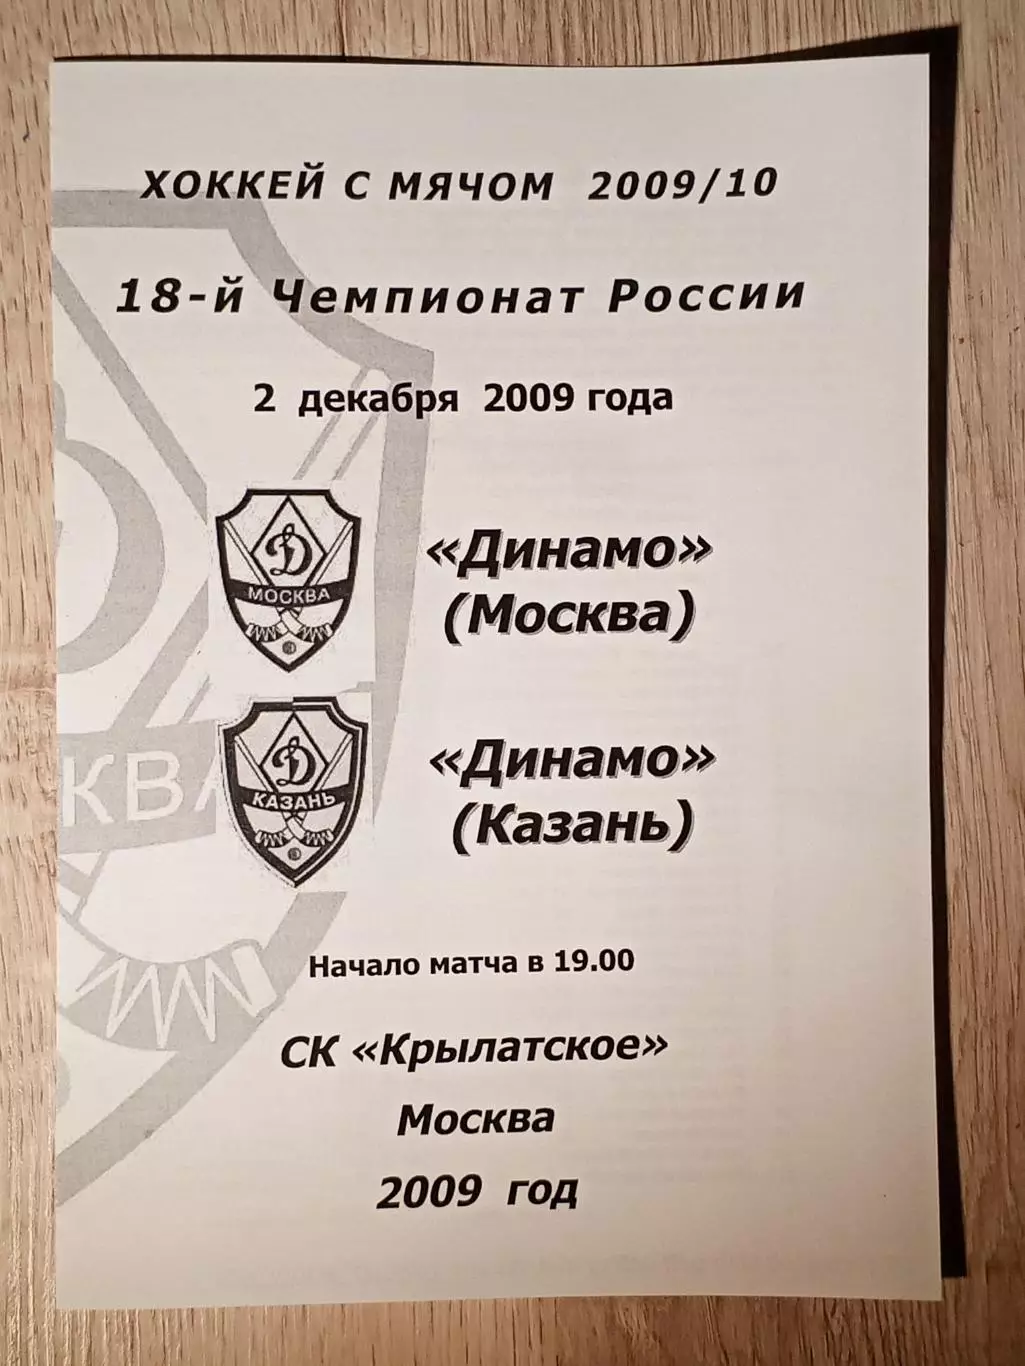 ХОККЕЙ С МЯЧОМ 2009/10
18-й Чемпионат России
2 декабря 2009 года
Д
МОСКВА
«Динамо»
(Москва)
Д
КАЗАНЬ
«Динамо»
(Казань)
КВА
Начало матча в 19.00
СК «Крылатское»
Москва
2009 год